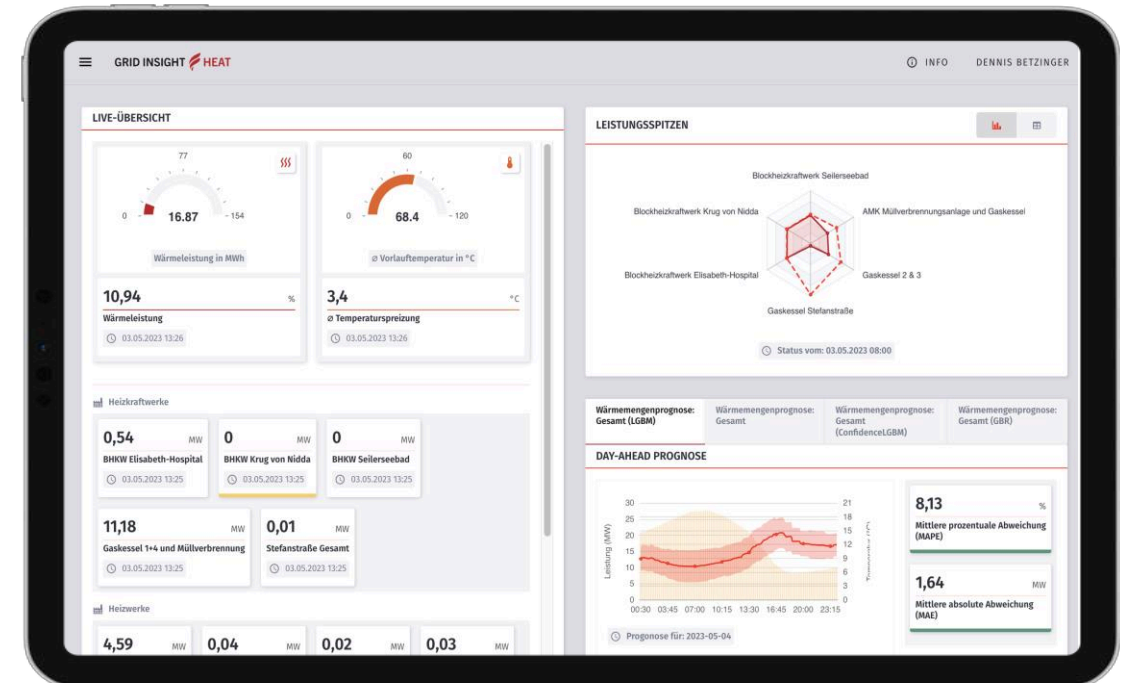 GRID INSIGHT HEAT
INFO
DENNIS BETZINGER
LIVE-ÜBERSICHT
77
0
16.87
154
Wärmeleistung in MWh
60
0
68.4
120
ø Vorlauftemperatur in °C
10,94 %
Wärmeleistung
03.05.2023 13:26
3,4 °C
ø Temperaturspreizung
03.05.2023 13:26
Heizkraftwerke
0,54 MW
BHKW Elisabeth-Hospital
03.05.2023 13:25
0 MW
BHKW Krug von Nidda
03.05.2023 13:25
0 MW
BHKW Seilerseebad
03.05.2023 13:25
11,18 MW
Gaskessel 1+4 und Müllverbrennung
03.05.2023 13:25
0,01 MW
Stefanstraße Gesamt
03.05.2023 13:25
Heizwerke
4,59 MW
0,04 MW
0,02 MW
0,03 MW
LEISTUNGSSPITZEN
Blockheizkraftwerk Seilerseebad
Blockheizkraftwerk Krug von Nidda
AMK Müllverbrennungsanlage und Gaskessel
Blockheizkraftwerk Elisabeth-Hospital
Gaskessel 2 & 3
Gaskessel Stefanstraße
Status vom: 03.05.2023 08:00
Wärmemengenprognose:
Gesamt (LGBM)
Wärmemengenprognose:
Gesamt
Wärmemengenprognose:
Gesamt
(ConfidenceLGBM)
Wärmemengenprognose:
Gesamt (GBR)
DAY-AHEAD PROGNOSE
Leistung (MW)
30
25
20
15
10
5
0
21
18
15
12
9
6
3
0
00:30 03:45 07:00 10:15 13:30 16:45 20:00 23:15
Prognose für: 2023-05-04
8,13 %
Mittlere prozentuale Abweichung
(MAPE)
1,64 MW
Mittlere absolute Abweichung
(MAE)